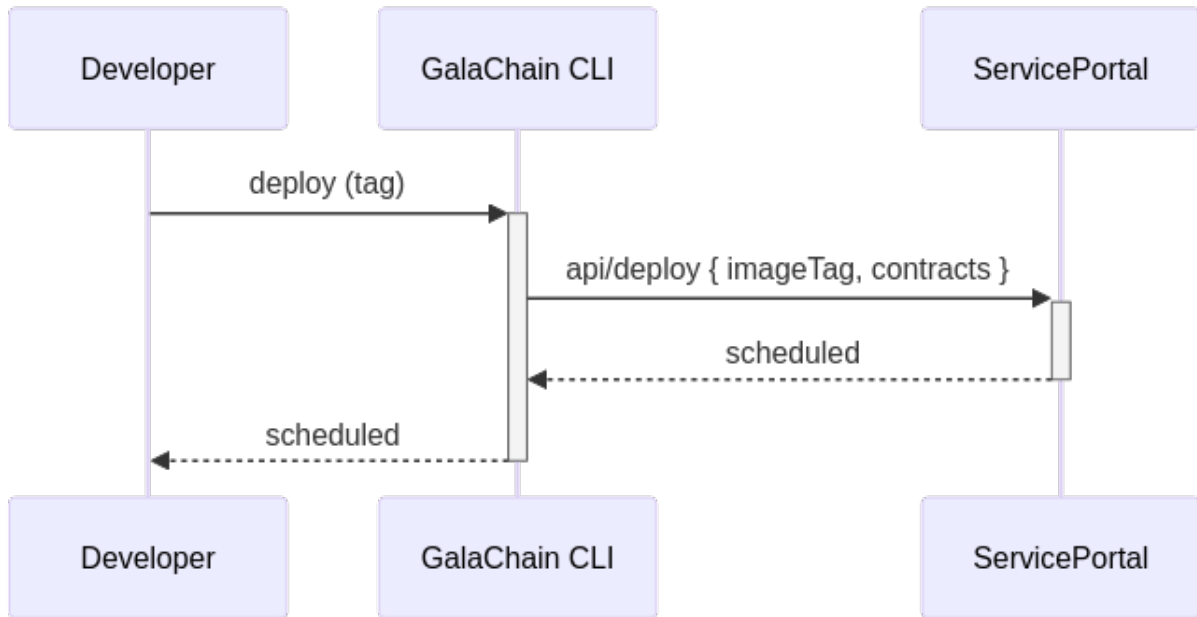 Developer
GalaChain CLI
ServicePortal
deploy (tag)
api/deploy { imageTag, contracts }
scheduled
scheduled
Developer
GalaChain CLI
ServicePortal